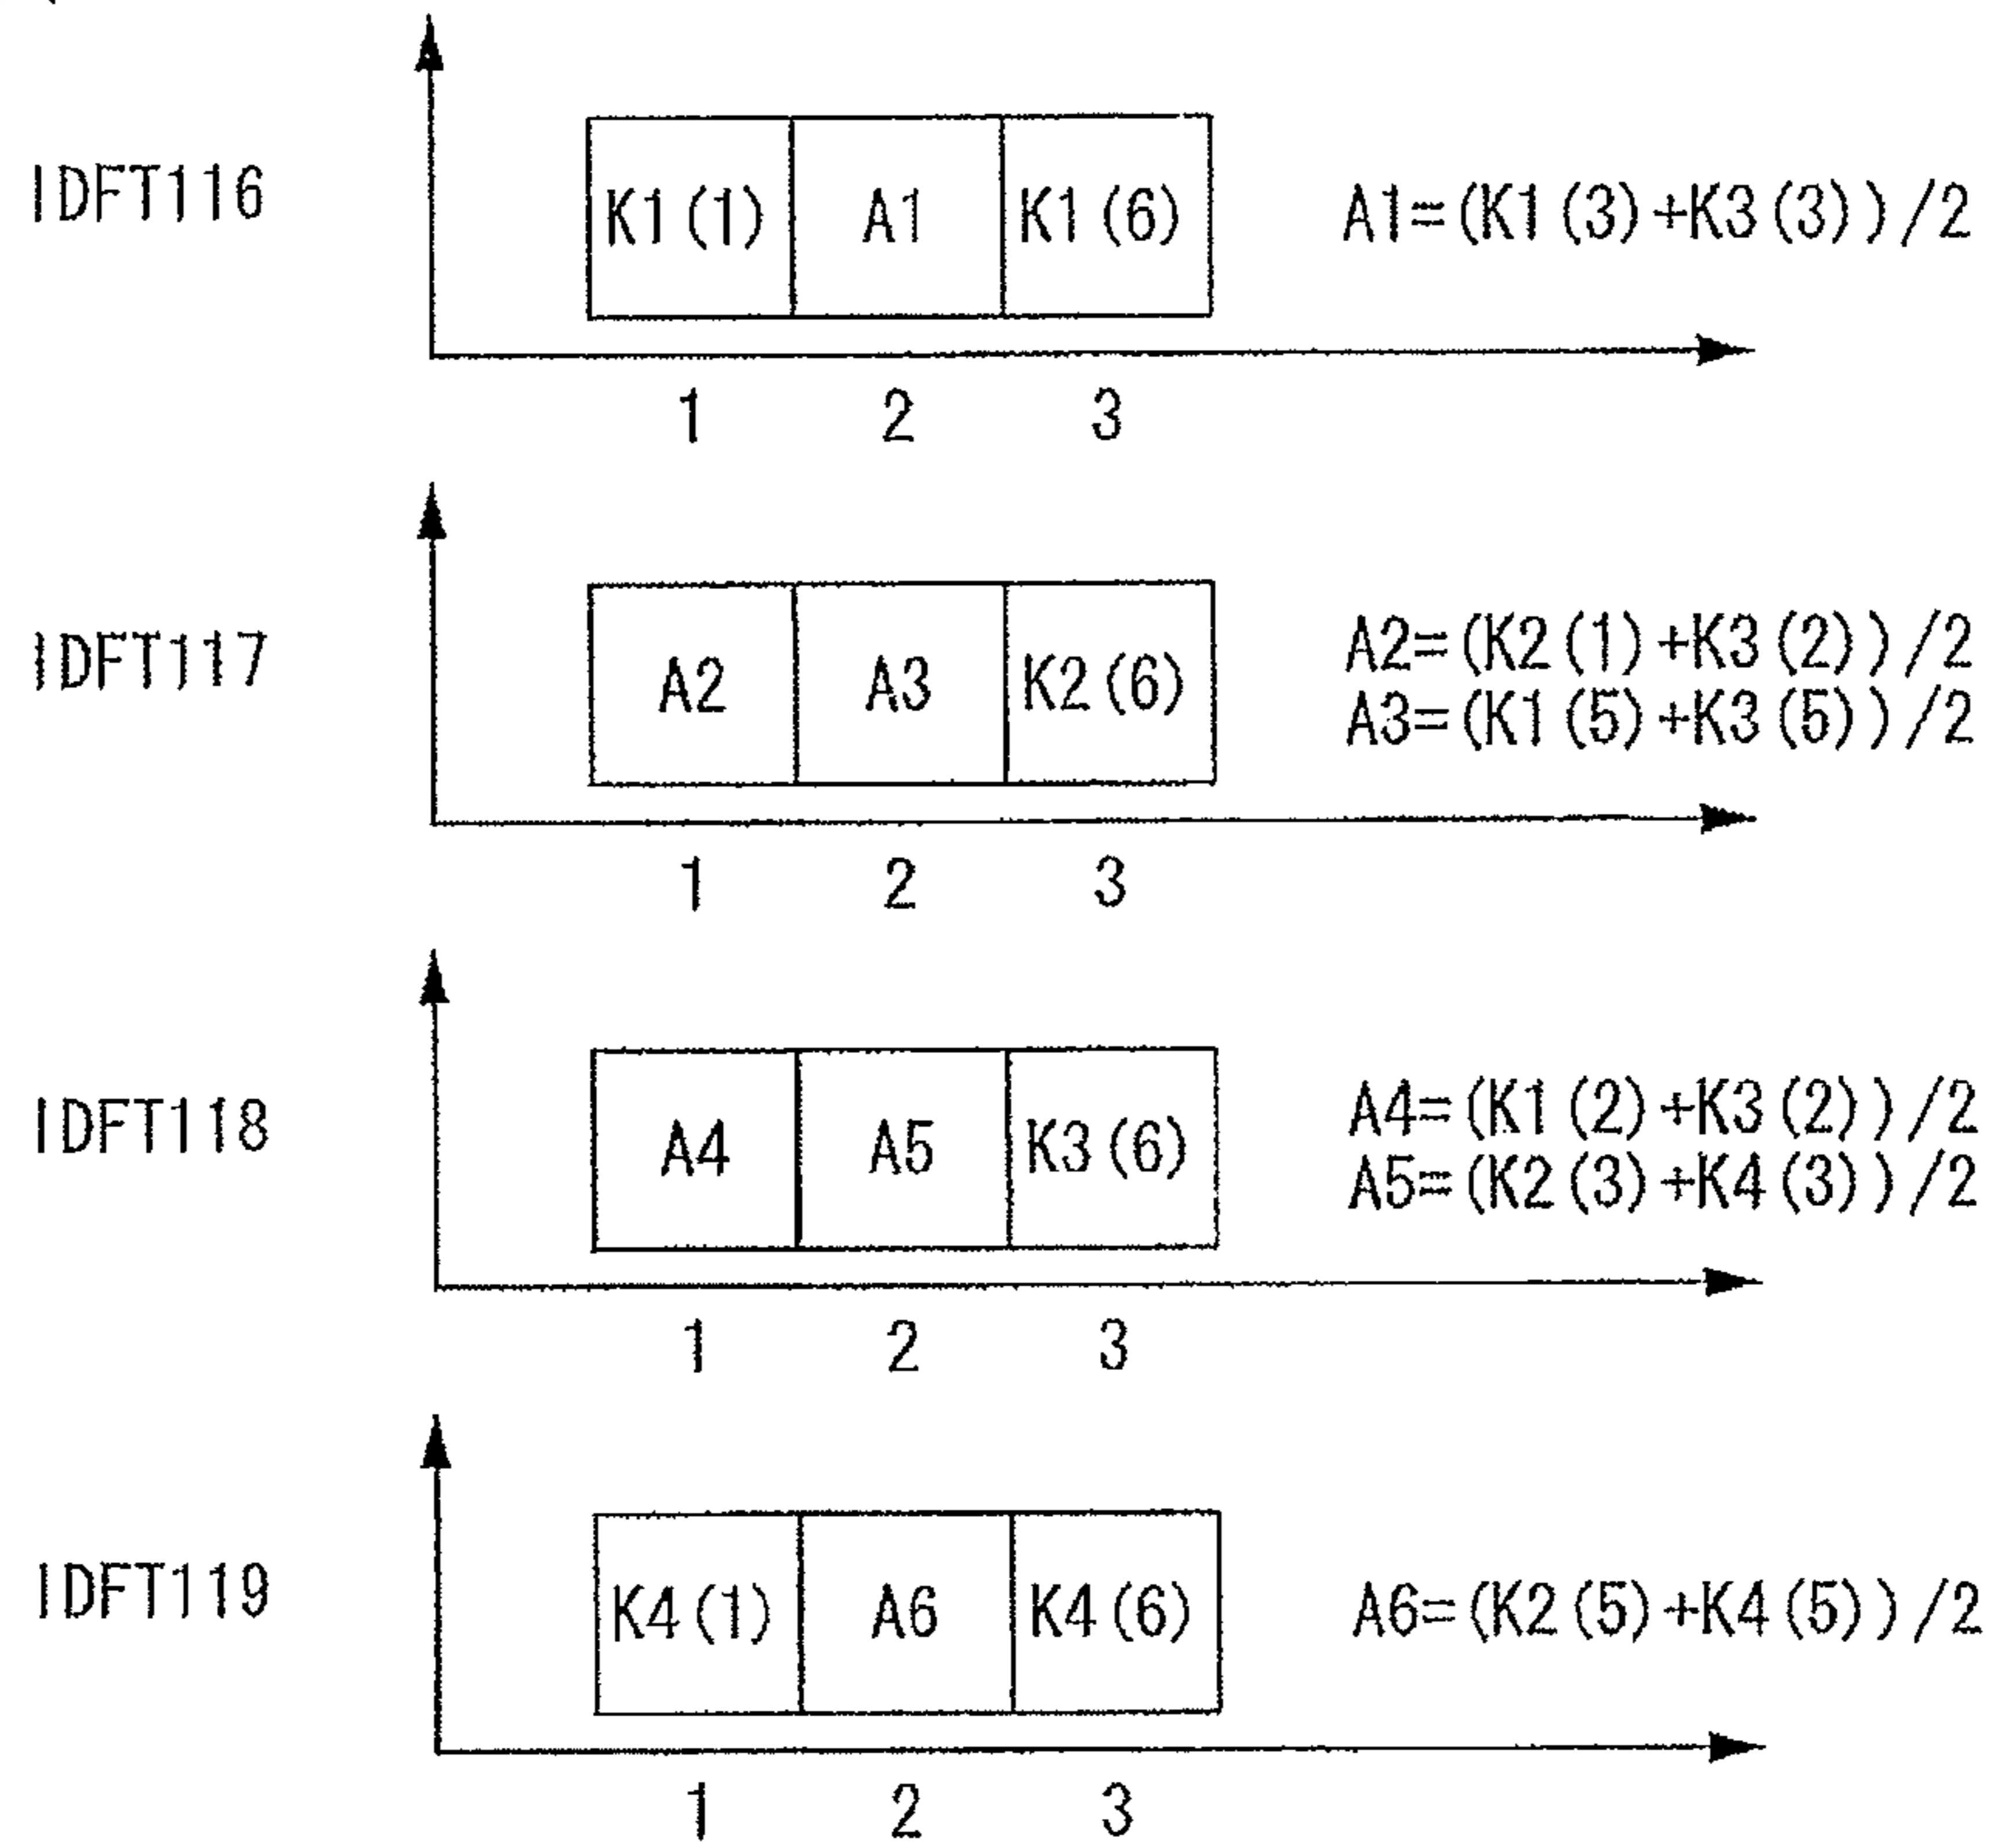 IDFT116
K1(1) A1 K1(6) A1=(K1(3)+K3(3))/2
1 2 3
IDFT117
A2 A3 K2(6) A2=(K2(1)+K3(2))/2
A3=(K1(5)+K3(5))/2
1 2 3
IDFT118
A4 A5 K3(6) A4=(K1(2)+K3(2))/2
A5=(K2(3)+K4(3))/2
1 2 3
IDFT119
K4(1) A6 K4(6) A6=(K2(5)+K4(5))/2
1 2 3